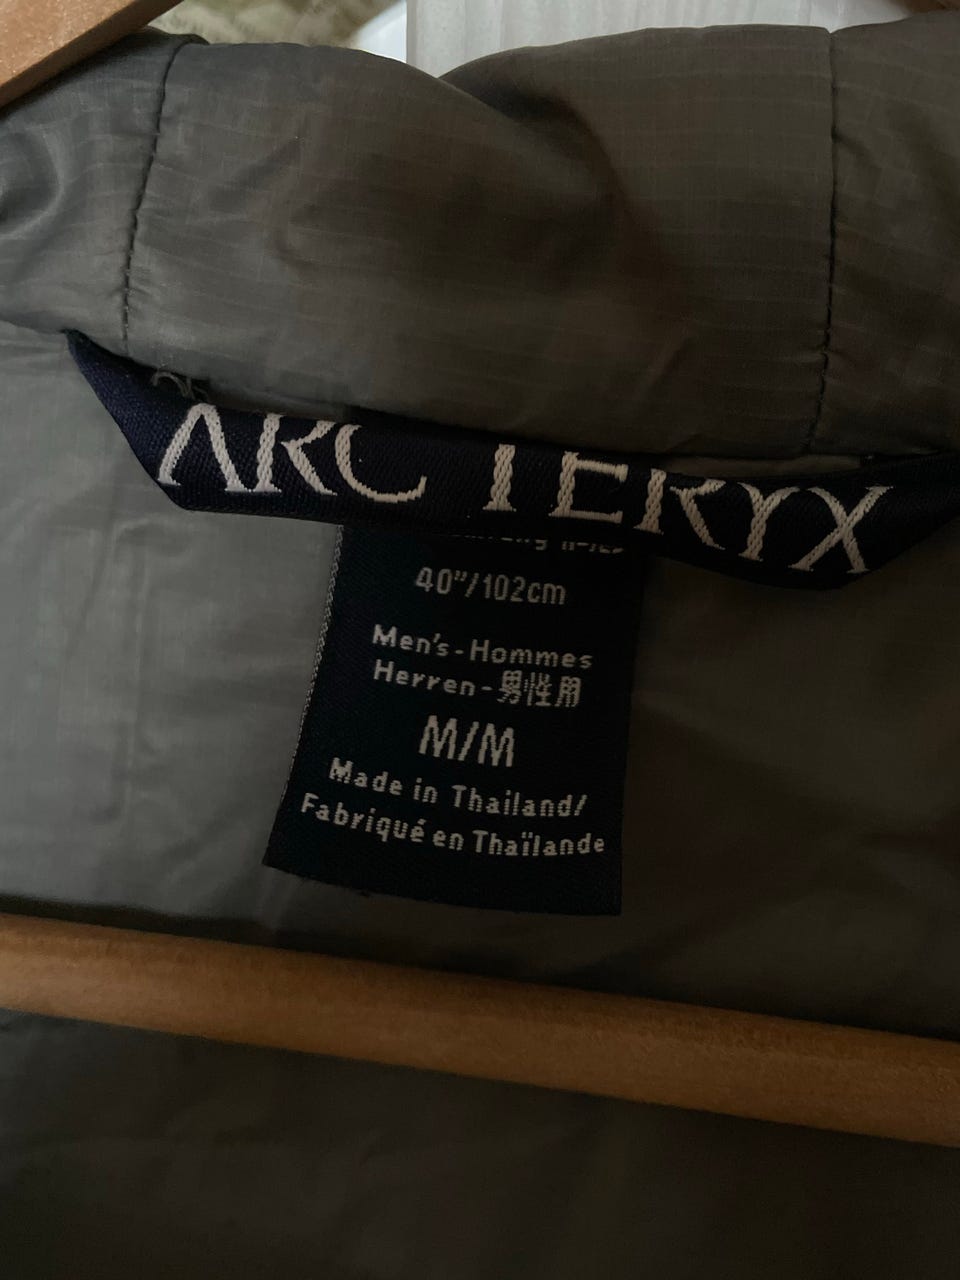 ARC'TERYX
40"/102cm
Men's-Hommes
Herren-男性用
M/M
Made in Thailand/
Fabriqué en Thaïlande